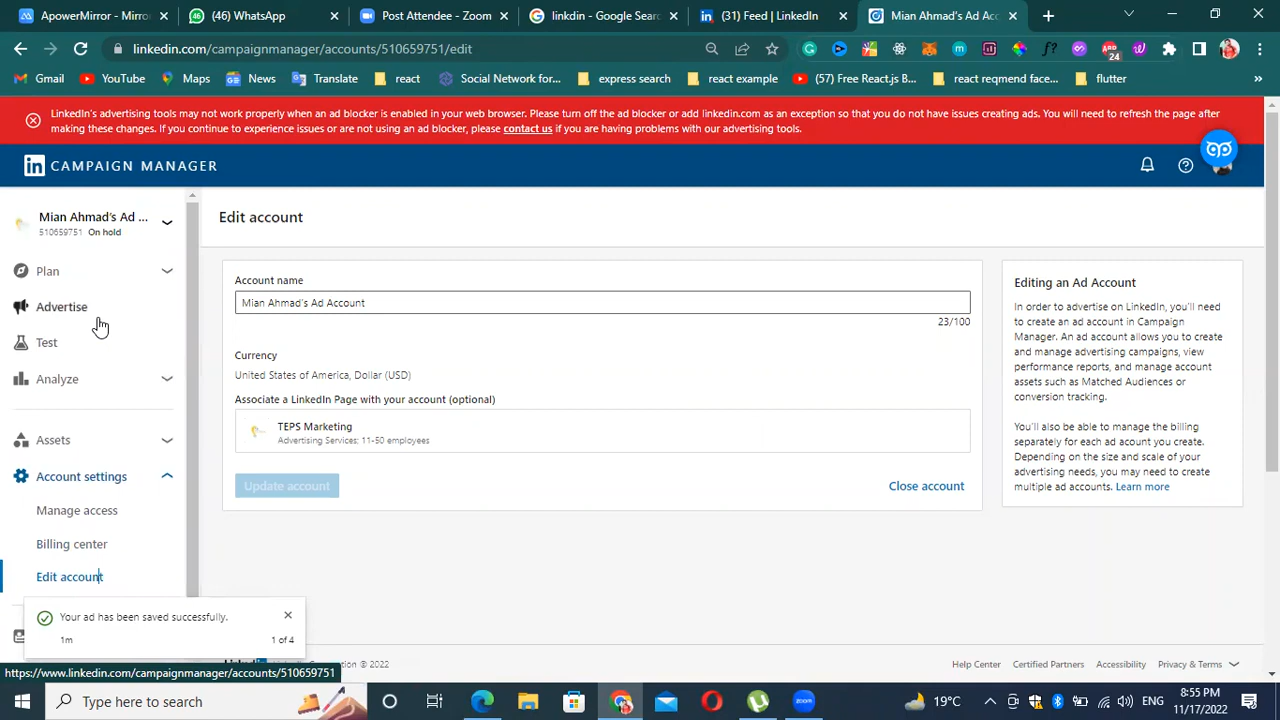 ApowerMirror - Mirror
(46) WhatsApp
Post Attendee - Zoom
linkdin - Google Sear
(31) Feed | LinkedIn
Mian Ahmad's Ad Acc
linkedin.com/campaignmanager/accounts/510659751/edit
24
Gmail
YouTube
Maps
News
Translate
react
Social Network for...
express search
react example
(57) Free React.js B...
react reqmend face...
flutter
LinkedIn's advertising tools may not work properly when an ad blocker is enabled in your web browser. Please turn off the ad blocker or add linkedin.com as an exception so that you do not have issues creating ads. You will need to refresh the page after
making these changes. If you continue to experience issues or are not using an ad blocker, please contact us if you are having problems with our advertising tools.
in CAMPAIGN MANAGER
Mian Ahmad's Ad ...
510659751 On hold
Plan
Advertise
Test
Analyze
Assets
Account settings
Manage access
Billing center
Edit account
Your ad has been saved successfully.
1m
1 of 4
Edit account
Account name
Mian Ahmad's Ad Account
23/100
Currency
United States of America, Dollar (USD)
Associate a LinkedIn Page with your account (optional)
TEPS Marketing
Advertising Services; 11-50 employees
Update account
Close account
Editing an Ad Account
In order to advertise on LinkedIn, you'll need
to create an ad account in Campaign
Manager. An ad account allows you to create
and manage advertising campaigns, view
performance reports, and manage account
assets such as Matched Audiences or
conversion tracking.
You'll also be able to manage the billing
separately for each ad acount you create.
Depending on the size and scale of your
advertising needs, you may need to create
multiple ad accounts. Learn more
© 2022
Help Center
Certified Partners
Accessibility
Privacy & Terms
https://www.linkedin.com/campaignmanager/accounts/510659751
Type here to search
zoom
19°C
ENG
8:55 PM
11/17/2022